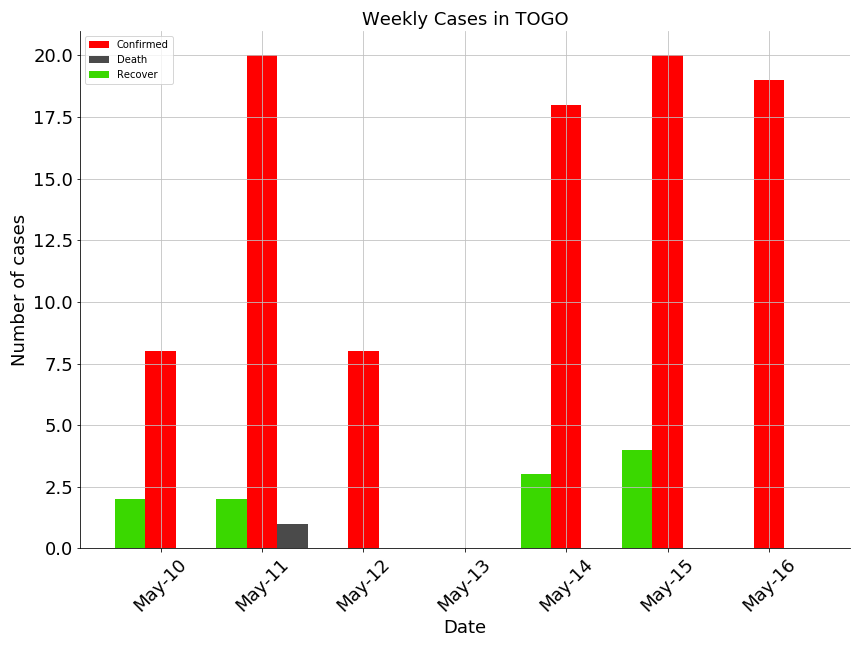 Weekly Cases in TOGO
Confirmed
Death
Recover
Number of cases
20.0
17.5
15.0
12.5
10.0
7.5
5.0
2.5
0.0
May-10
May-11
May-12
May-13
May-14
May-15
May-16
Date